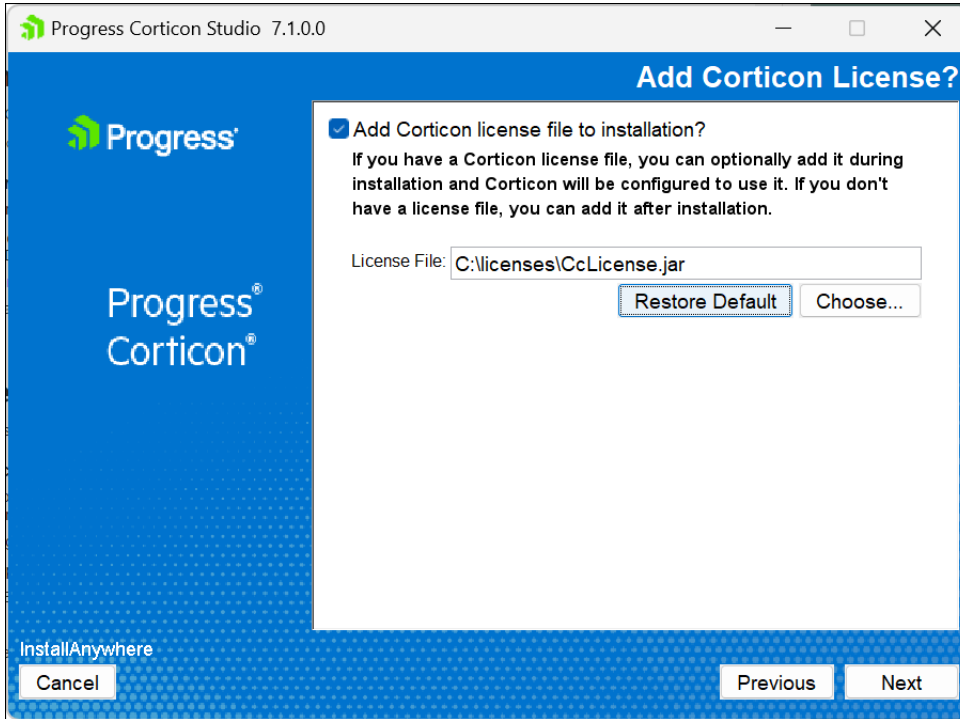 Progress Corticon Studio 7.1.0.0
Add Corticon License?
Progress
Add Corticon license file to installation?
If you have a Corticon license file, you can optionally add it during
installation and Corticon will be configured to use it. If you don't
have a license file, you can add it after installation.
License File: C:\licenses\CcLicense.jar
Restore Default Choose...
Progress®
Corticon®
InstallAnywhere
Cancel Previous Next